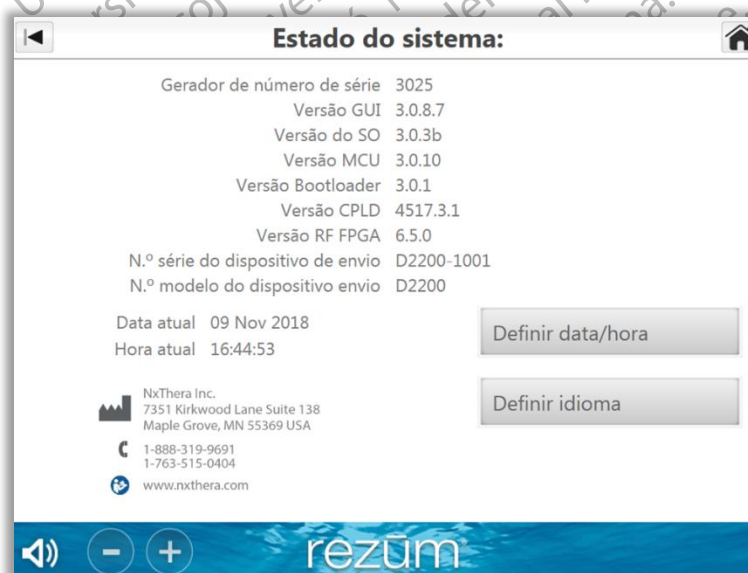 Estado do sistema:
Gerador de número de série 3025
Versão GUI 3.0.8.7
Versão do SO 3.0.3b
Versão MCU 3.0.10
Versão Bootloader 3.0.1
Versão CPLD 4517.3.1
Versão RF FPGA 6.5.0
N.º série do dispositivo de envio D2200-1001
N.º modelo do dispositivo envio D2200
Data atual 09 Nov 2018
Hora atual 16:44:53
Definir data/hora
Definir idioma
NxThera Inc.
7351 Kirkwood Lane Suite 138
Maple Grove, MN 55369 USA
1-888-319-9691
1-763-515-0404
www.nxthera.com
rezūm